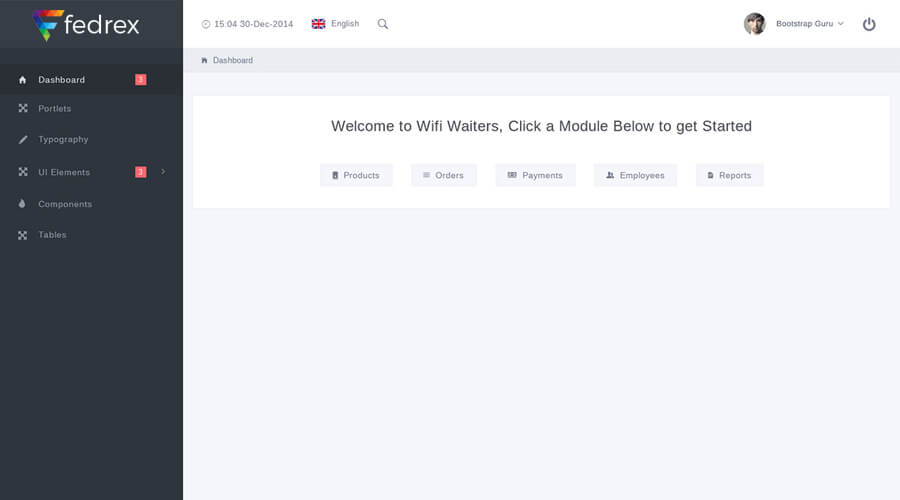 fedrex
15:04 30-Dec-2014
English
Bootstrap Guru
Dashboard
Dashboard 3
Portlets
Typography
UI Elements 3
Components
Tables
Welcome to Wifi Waiters, Click a Module Below to get Started
Products Orders Payments Employees Reports